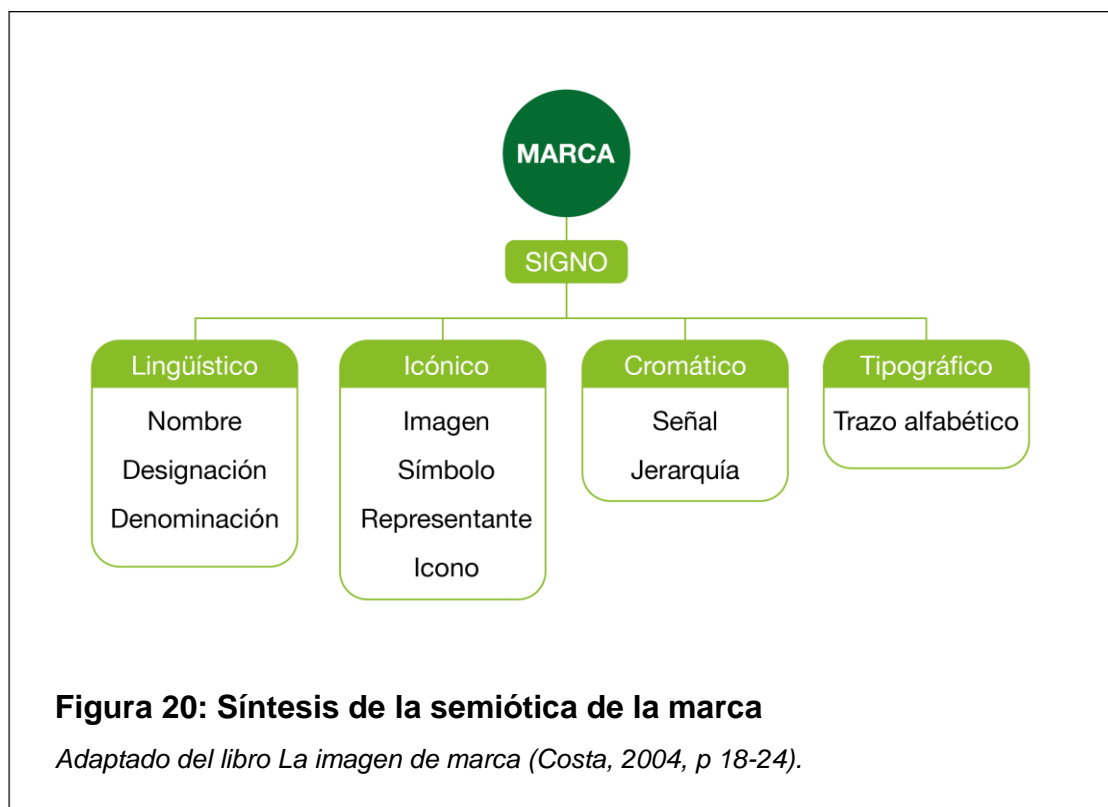 MARCA
SIGNO
Lingüístico
Nombre
Designación
Denominación
Icónico
Imagen
Símbolo
Representante
Icono
Cromático
Señal
Jerarquía
Tipográfico
Trazo alfabético
Figura 20: Síntesis de la semiótica de la marca
Adaptado del libro La imagen de marca (Costa, 2004, p 18-24).